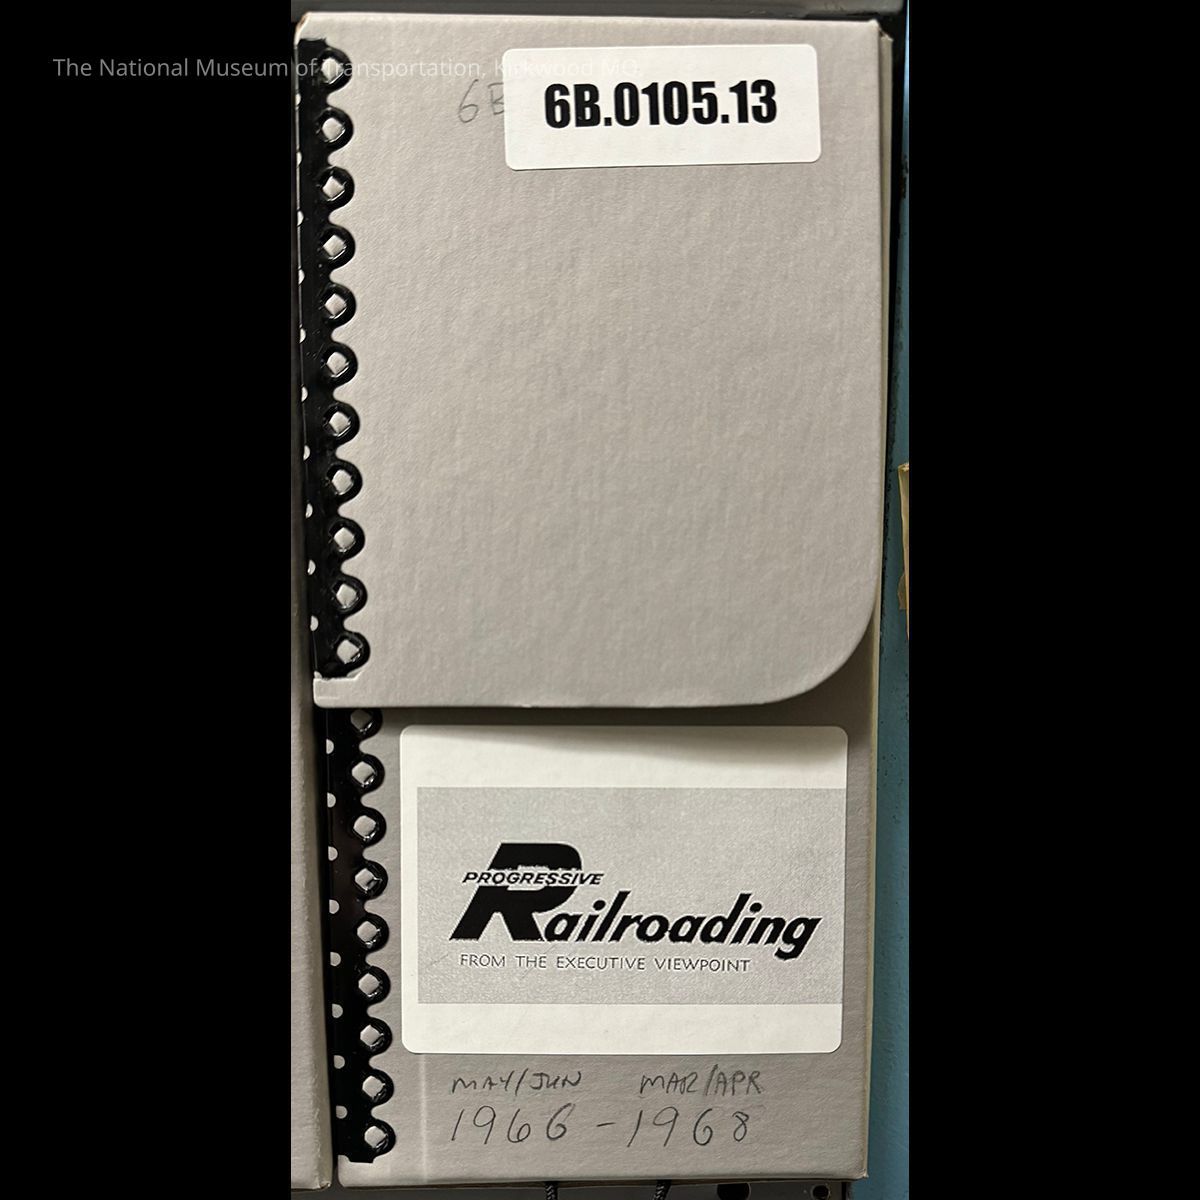 The National Museum of Transportation, Kirkwood MO,
6B
6B.0105.13
PROGRESSIVE
Railroading
FROM THE EXECUTIVE VIEWPOINT
MAY/JUN MAR/APR
1966 - 1968